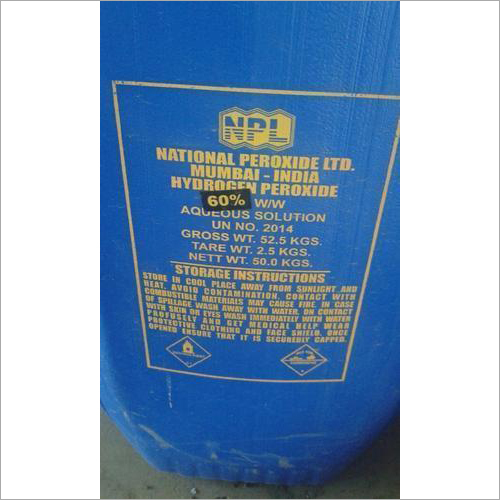 NPL
NATIONAL PEROXIDE LTD.
MUMBAI - INDIA
HYDROGEN PEROXIDE
60% W/W
AQUEOUS SOLUTION
UN NO. 2014
GROSS WT. 52.5 KGS.
TARE WT. 2.5 KGS.
NETT WT. 50.0 KGS.
STORAGE INSTRUCTIONS
STORE IN COOL PLACE AWAY FROM SUNLIGHT AND
HEAT. AVOID CONTAMINATION. CONTACT WITH
COMBUSTIBLE MATERIALS MAY CAUSE FIRE. IN CASE
OF SPILLAGE WASH AWAY WITH WATER, ON CONTACT
WITH SKIN OR EYES WASH IMMEDIATELY WITH WATER
PROFUSELY AND GET MEDICAL HELP WEAR
PROTECTIVE CLOTHING AND FACE SHIELD. ONCE
OPENED ENSURE THAT IT IS SECUREDLY CAPPED.